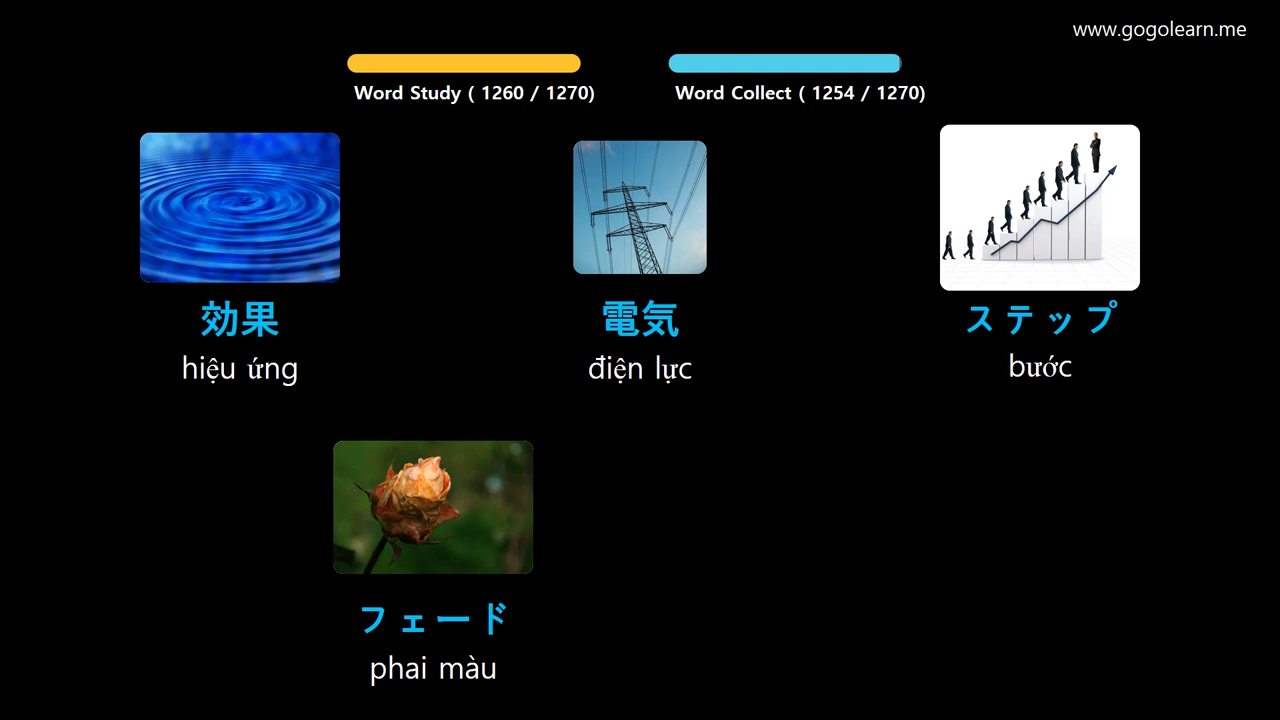 www.gogolearn.me
Word Study ( 1260 / 1270)
Word Collect ( 1254 / 1270)
効果
hiệu ứng
電気
điện lực
ステップ
bước
フェード
phai màu